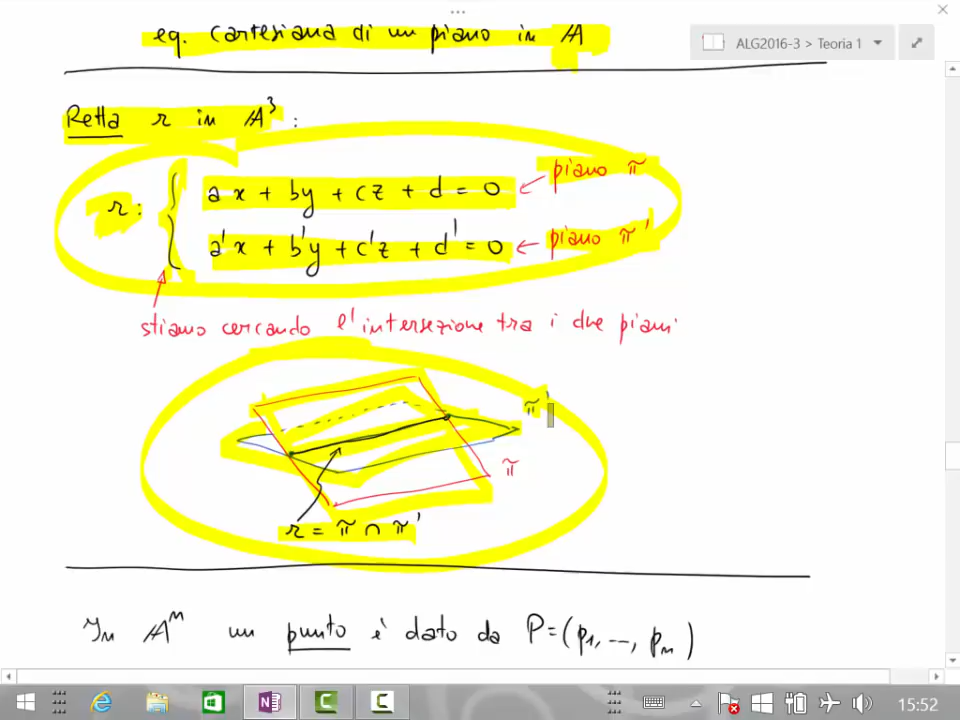 eq. cartesiana di un piano in A
ALG2016-3 > Teoria 1
Retta r in A³ :
r : { ax + by + cz + d = 0 ← piano π
a'x + b'y + c'z + d' = 0 ← piano π'
stiamo cercando l'intersezione tra i due piani
π'
π
r = π ∩ π'
In Aⁿ un punto è dato da P=(p₁, ..., pₙ)
15:52